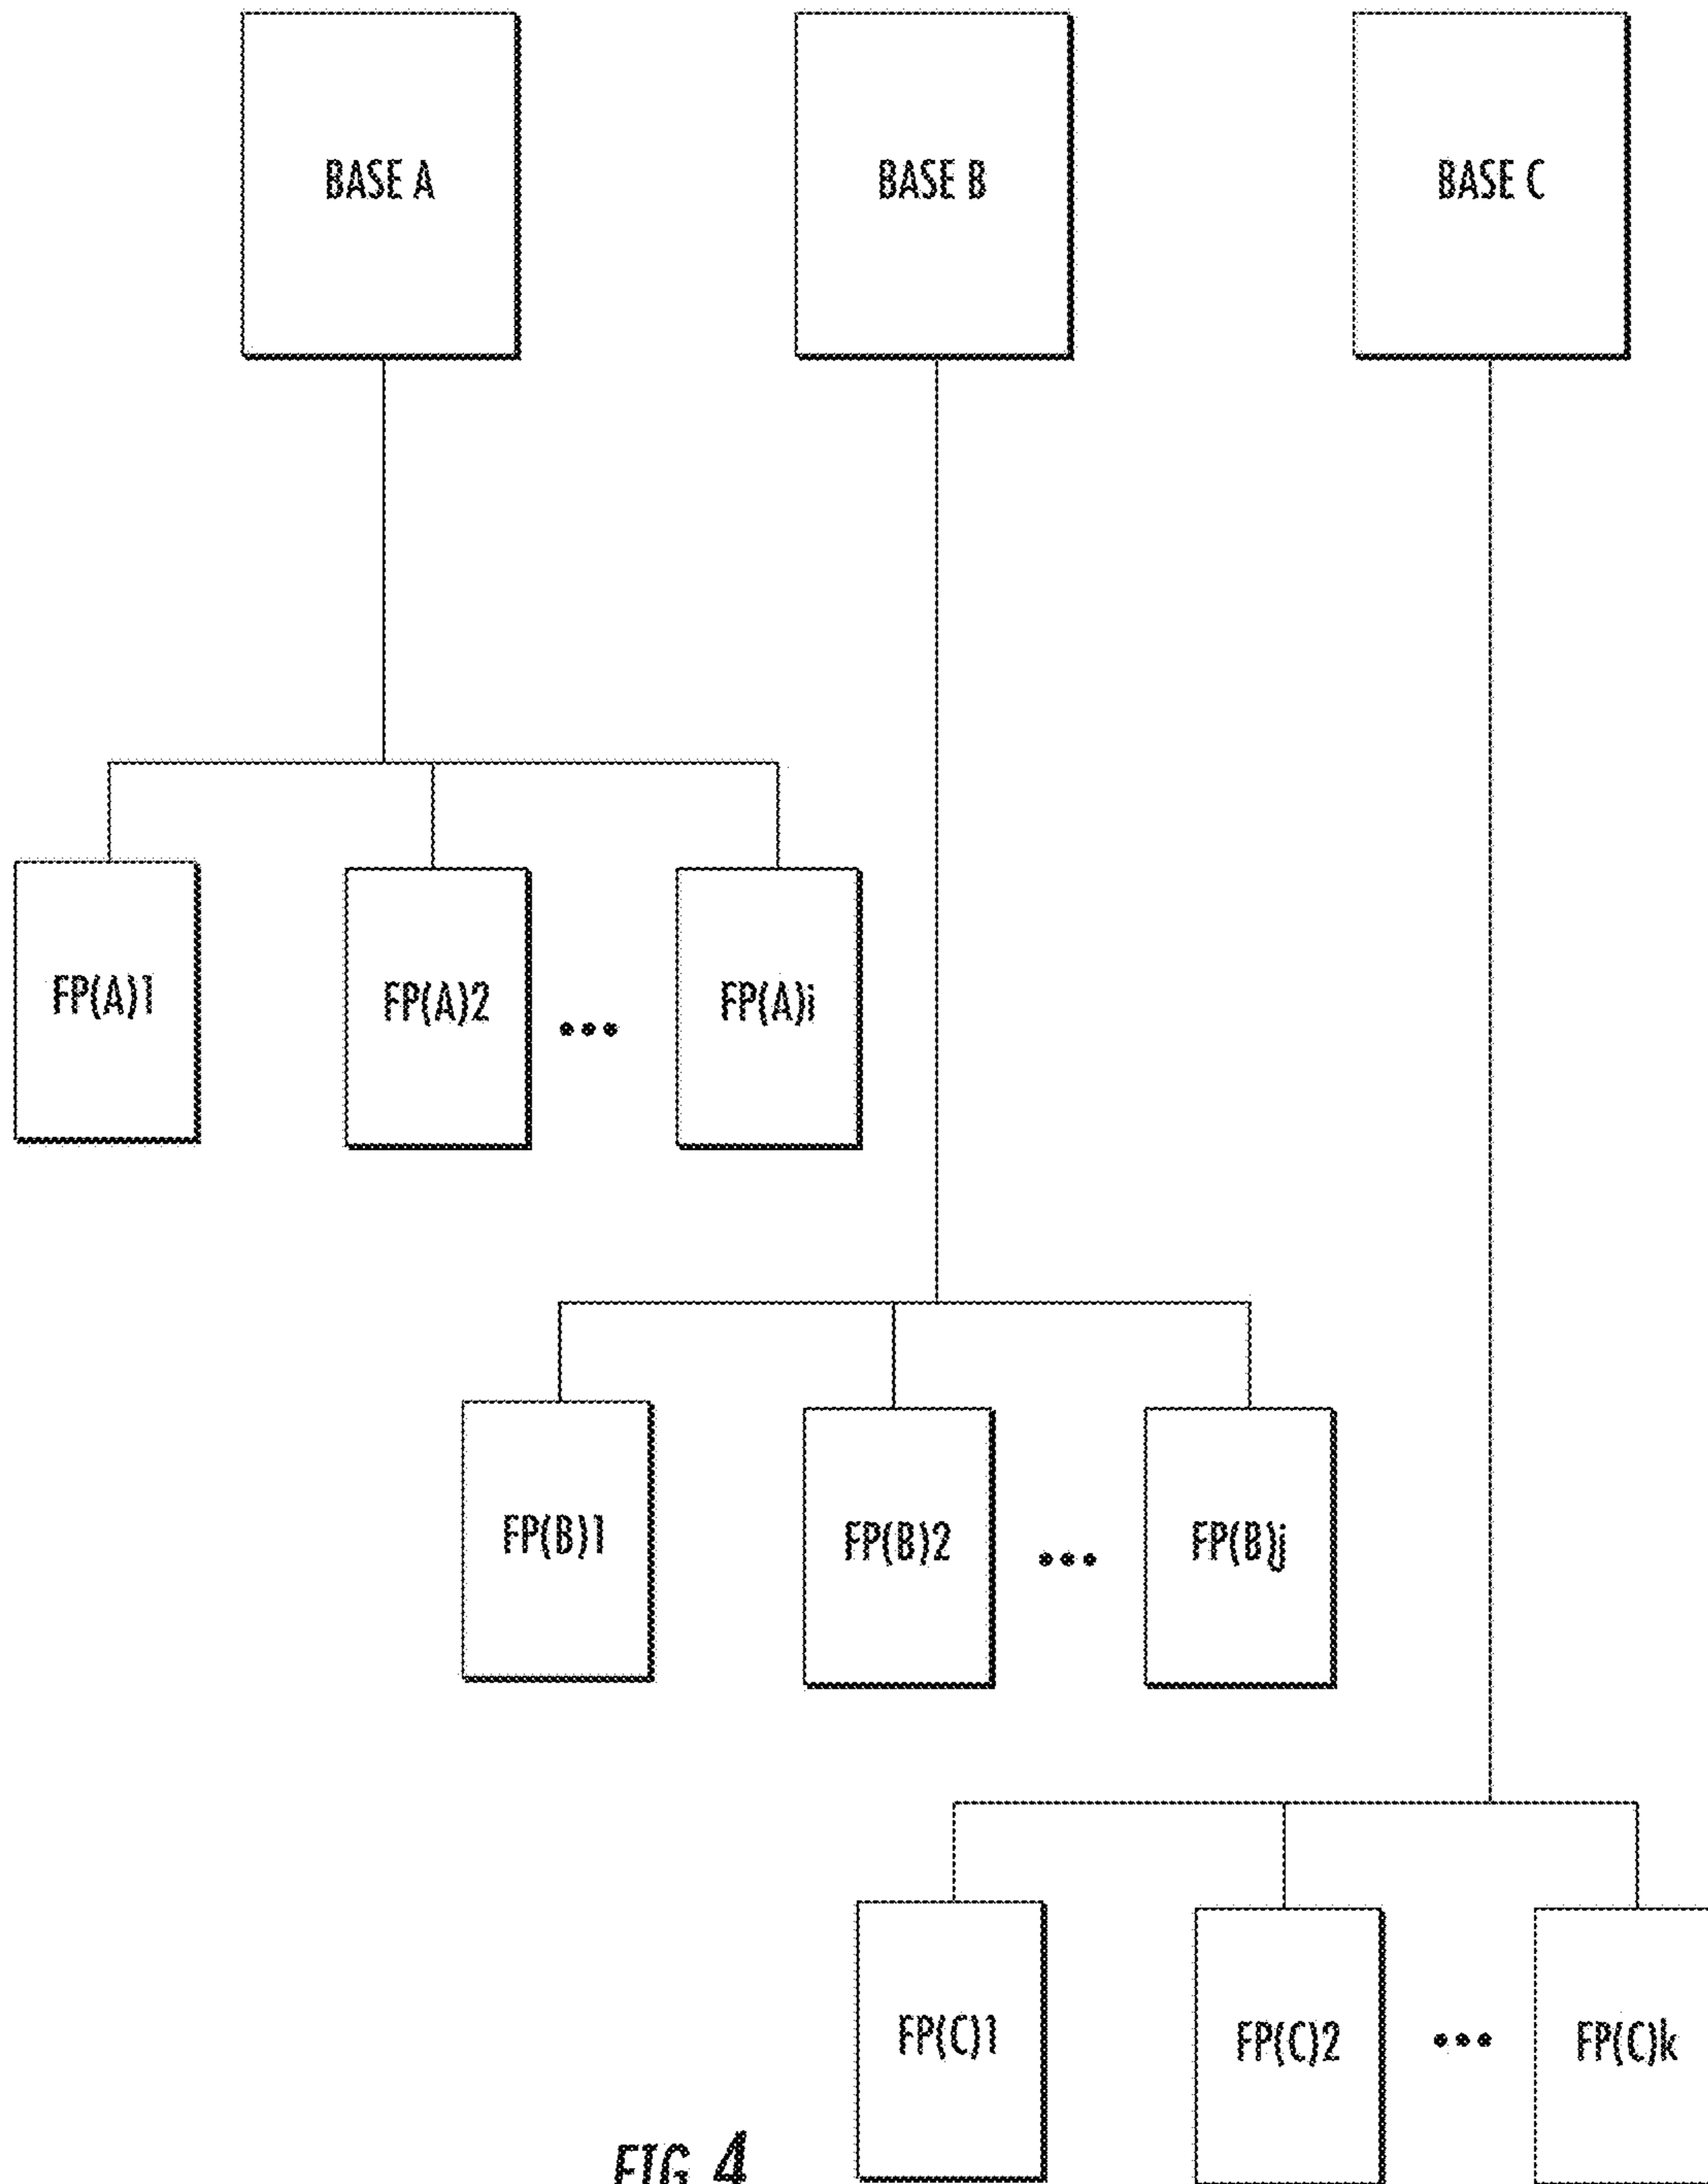 BASE A BASE B BASE C
FP(A)1 FP(A)2 ••• FP(A)i
FP(B)1 FP(B)2 ••• FP(B)j
FP(C)1 FP(C)2 ••• FP(C)k
FIG. 4